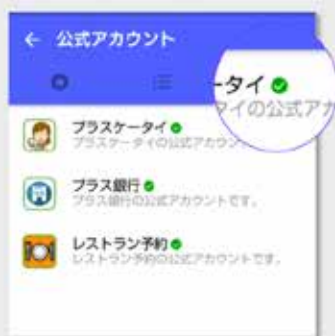 ← 公式アカウント
ータイ
タイの公式アカ
プラスケータイ
プラスケータイの公式アカウン
プラス銀行
プラス銀行の公式アカウントです。
レストラン予約
レストラン予約の公式アカウントです。